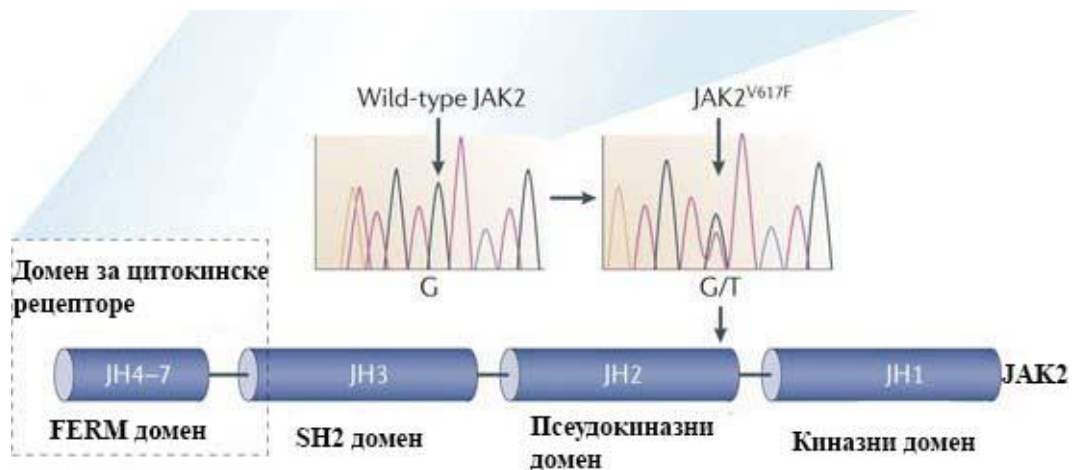 Wild-type JAK2
JAK2V617F
G
G/T
Домен за цитокинске
рецепторе
JH4–7
JH3
JH2
JH1
JAK2
FERM домен
SH2 домен
Псеудокиназни
домен
Киназни домен